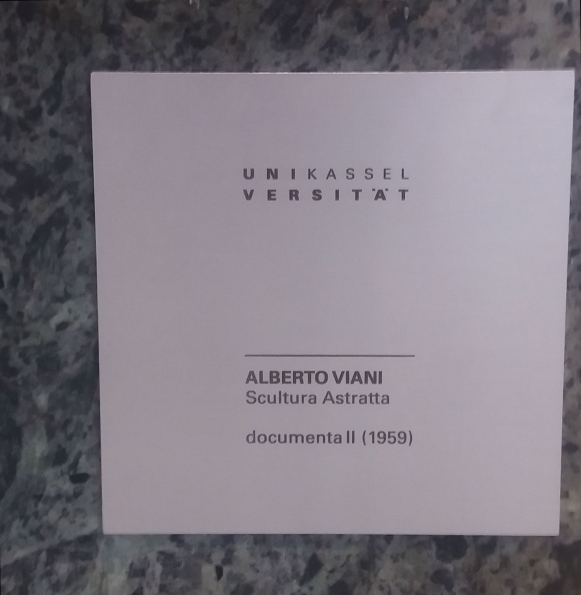 UNIKASSEL
VERSITÄT
ALBERTO VIANI
Scultura Astratta
documenta II (1959)